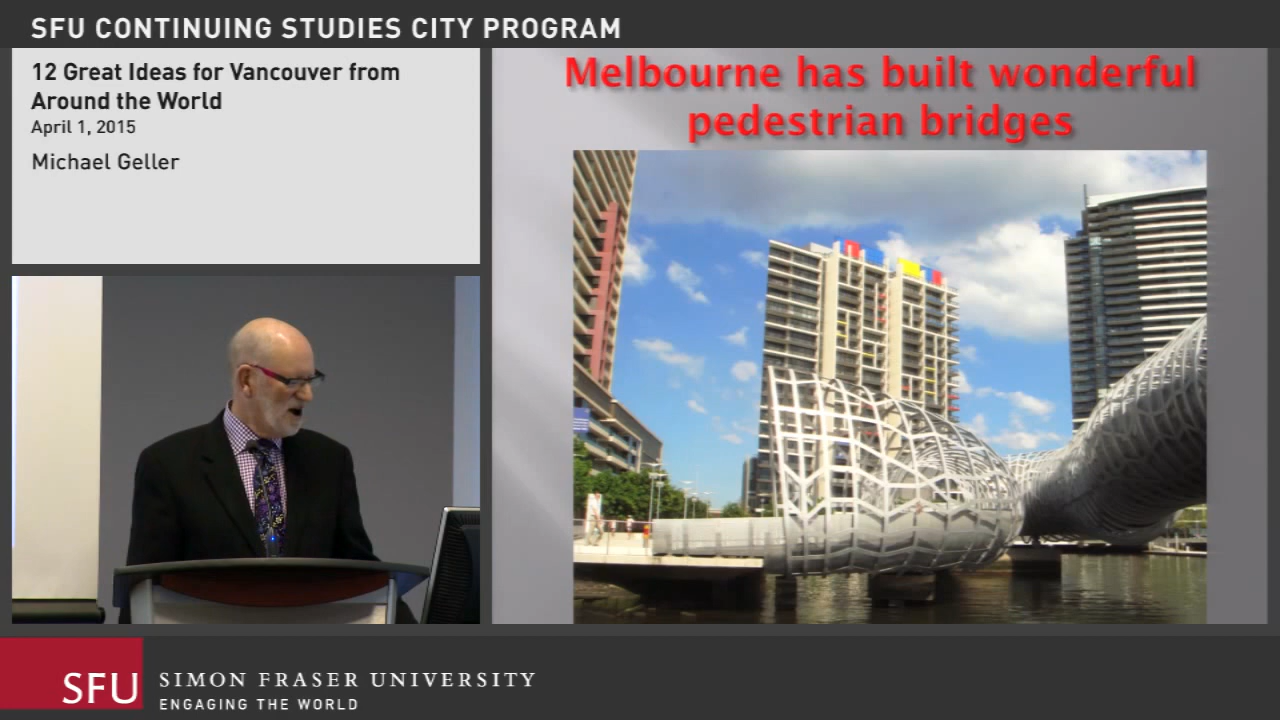 SFU CONTINUING STUDIES CITY PROGRAM
12 Great Ideas for Vancouver from
Around the World
April 1, 2015
Michael Geller
Melbourne has built wonderful
pedestrian bridges
SFU
SIMON FRASER UNIVERSITY
ENGAGING THE WORLD